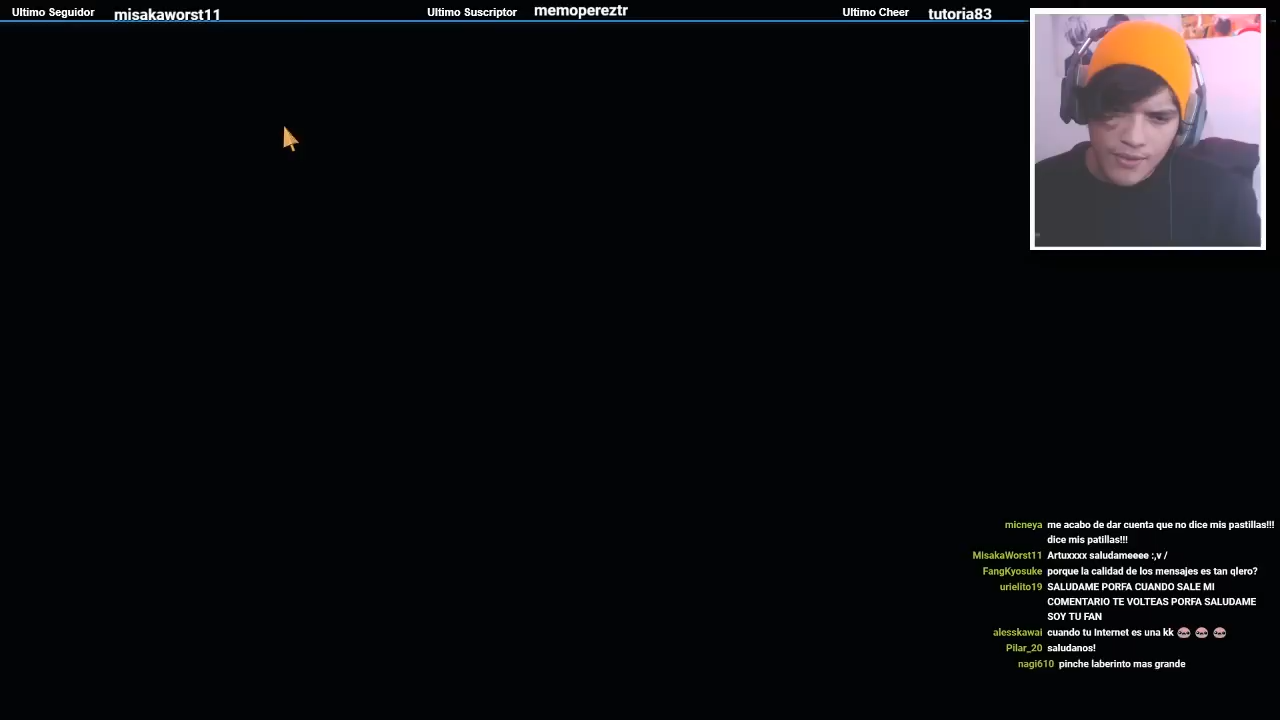 Ultimo Seguidor misakaworst11 Ultimo Suscriptor memopereztr Ultimo Cheer tutoria83
micneya me acabo de dar cuenta que no dice mis pastillas!!!
dice mis patillas!!!
MisakaWorst11 Artuxxxx saludameeee :,v /
FangKyosuke porque la calidad de los mensajes es tan qlero?
urielito19 SALUDAME PORFA CUANDO SALE MI
COMENTARIO TE VOLTEAS PORFA SALUDAME
SOY TU FAN
alesskawai cuando tu Internet es una kk
Pilar_20 saludanos!
nagi610 pinche laberinto mas grande